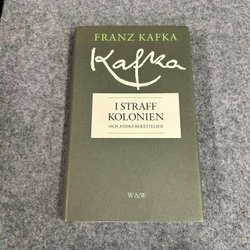 FRANZ KAFKA
Kafka
I STRAFF
KOLONIEN
OCH ANDRA BERÄTTELSER
W&W